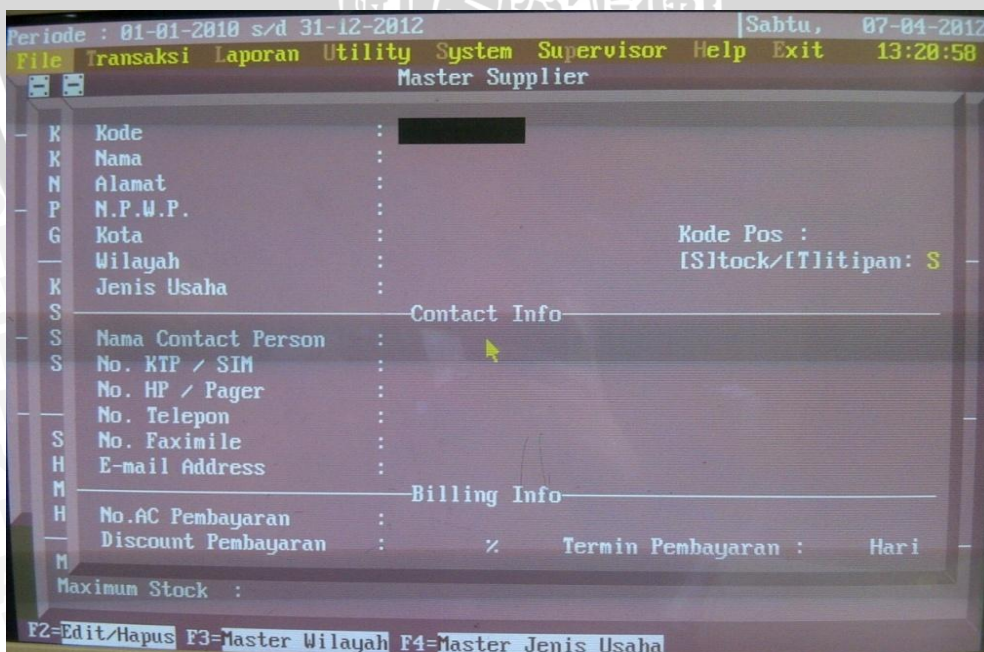 Periode : 01-01-2010 s/d 31-12-2012 Sabtu, 07-04-2012
File Transaksi Laporan Utility System Supervisor Help Exit 13:20:58
Master Supplier
K Kode :
K Nama :
N Alamat :
P N.P.W.P. :
G Kota : Kode Pos :
Wilayah : [S]tock/[T]itipan: S
K Jenis Usaha :
S Contact Info
S Nama Contact Person :
S No. KTP / SIM :
No. HP / Pager :
No. Telepon :
S No. Faximile :
H E-mail Address :
M Billing Info
H No.AC Pembayaran :
Discount Pembayaran : % Termin Pembayaran : Hari
M
Maximum Stock :
F2=Edit/Hapus F3=Master Wilayah F4=Master Jenis Usaha